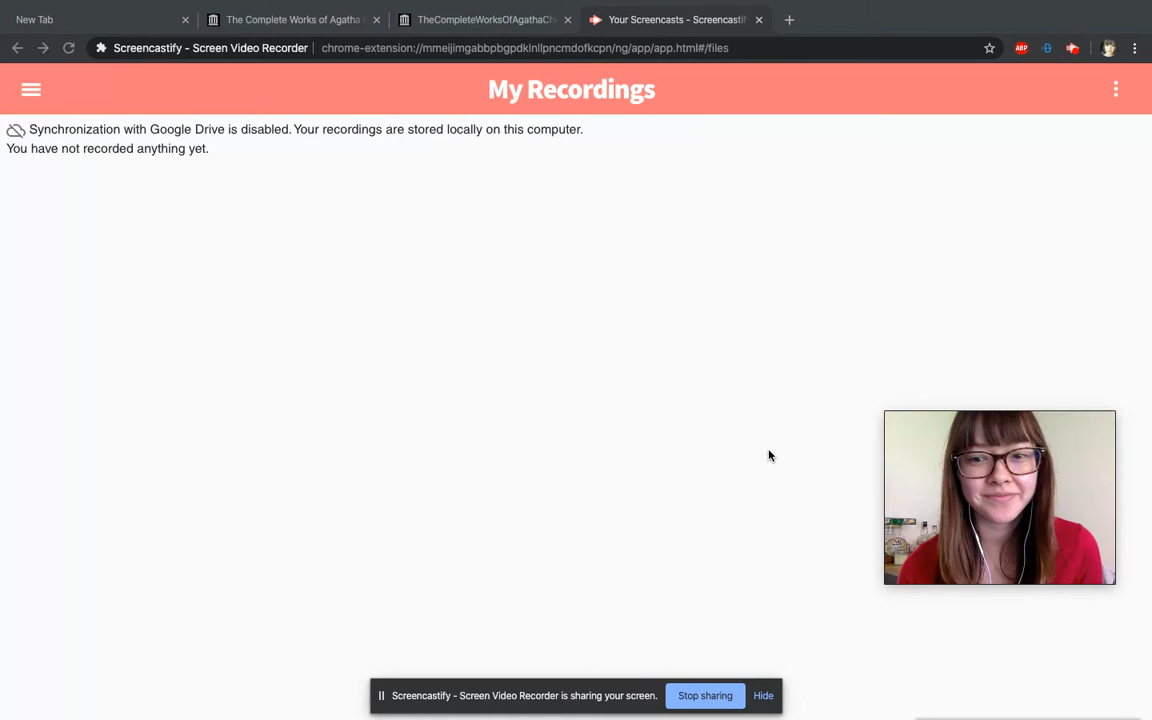 New Tab
The Complete Works of Agatha
TheCompleteWorksOfAgathaCh
Your Screencasts - Screencastif
Screencastify - Screen Video Recorder
chrome-extension://mmeijimgabbpbgpdklnllpncmdofkcpn/ng/app/app.html#/files
ABP
My Recordings
Synchronization with Google Drive is disabled. Your recordings are stored locally on this computer.
You have not recorded anything yet.
Screencastify - Screen Video Recorder is sharing your screen.
Stop sharing
Hide